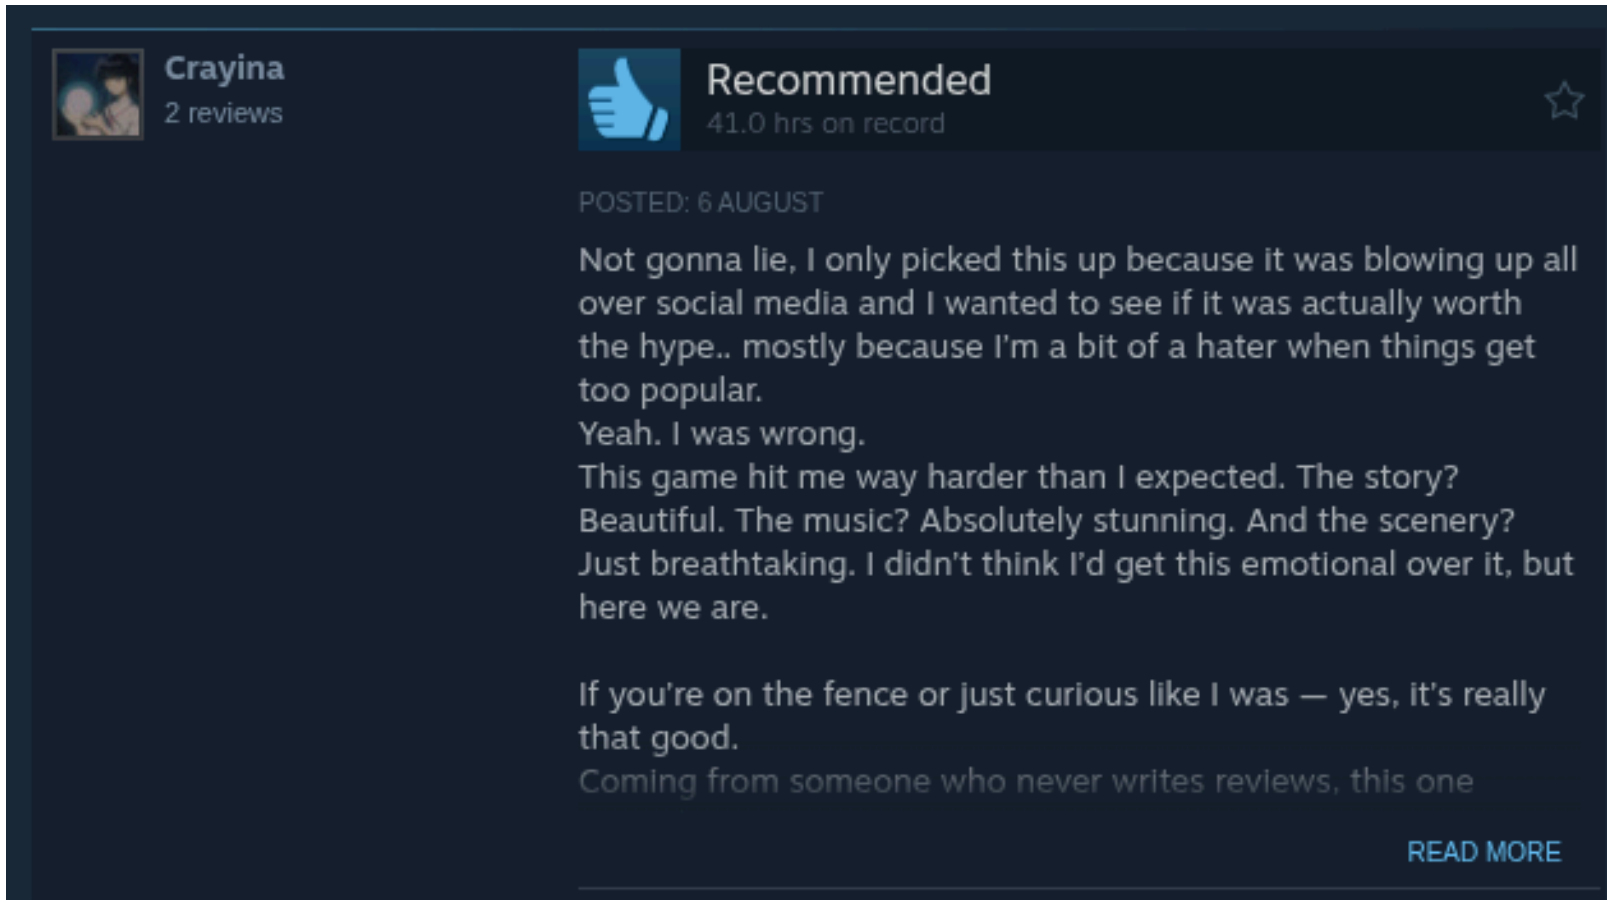 Crayina
2 reviews
Recommended
41.0 hrs on record
POSTED: 6 AUGUST
Not gonna lie, I only picked this up because it was blowing up all
over social media and I wanted to see if it was actually worth
the hype.. mostly because I’m a bit of a hater when things get
too popular.
Yeah. I was wrong.
This game hit me way harder than I expected. The story?
Beautiful. The music? Absolutely stunning. And the scenery?
Just breathtaking. I didn’t think I’d get this emotional over it, but
here we are.
If you’re on the fence or just curious like I was — yes, it’s really
that good.
Coming from someone who never writes reviews, this one
READ MORE